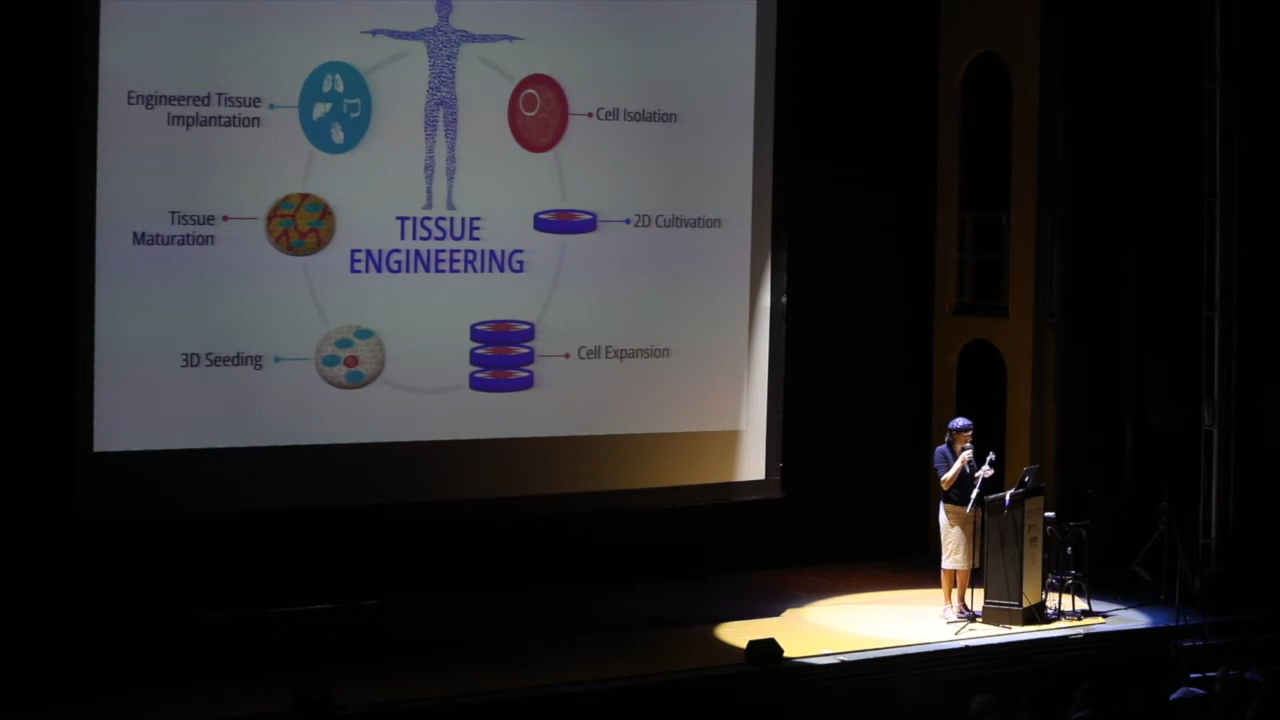 Engineered Tissue
Implantation
Cell Isolation
Tissue
Maturation
2D Cultivation
TISSUE
ENGINEERING
3D Seeding
Cell Expansion